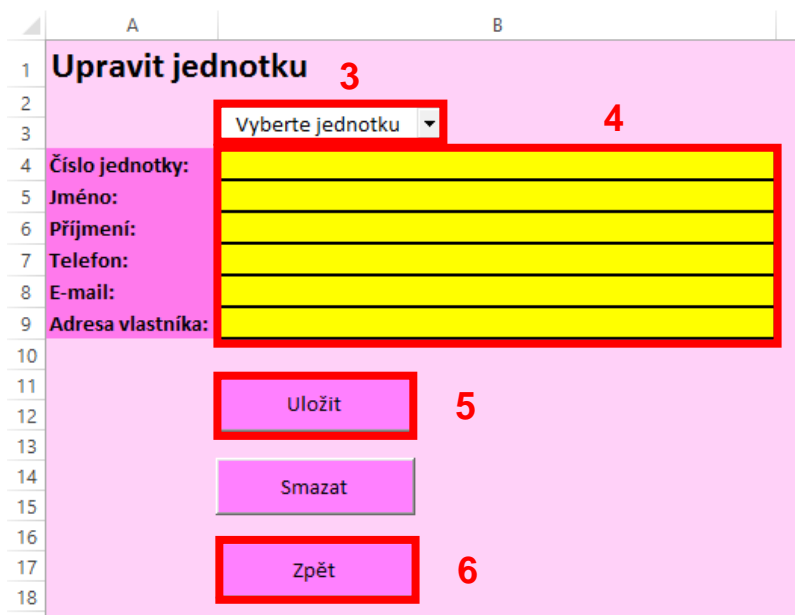 A B
1 Upravit jednotku 3
2
Vyberte jednotku 4
3
4 Číslo jednotky:
5 Jméno:
6 Příjmení:
7 Telefon:
8 E-mail:
9 Adresa vlastníka:
10
11
Uložit 5
12
13
14
Smazat
15
16
17 Zpět 6
18